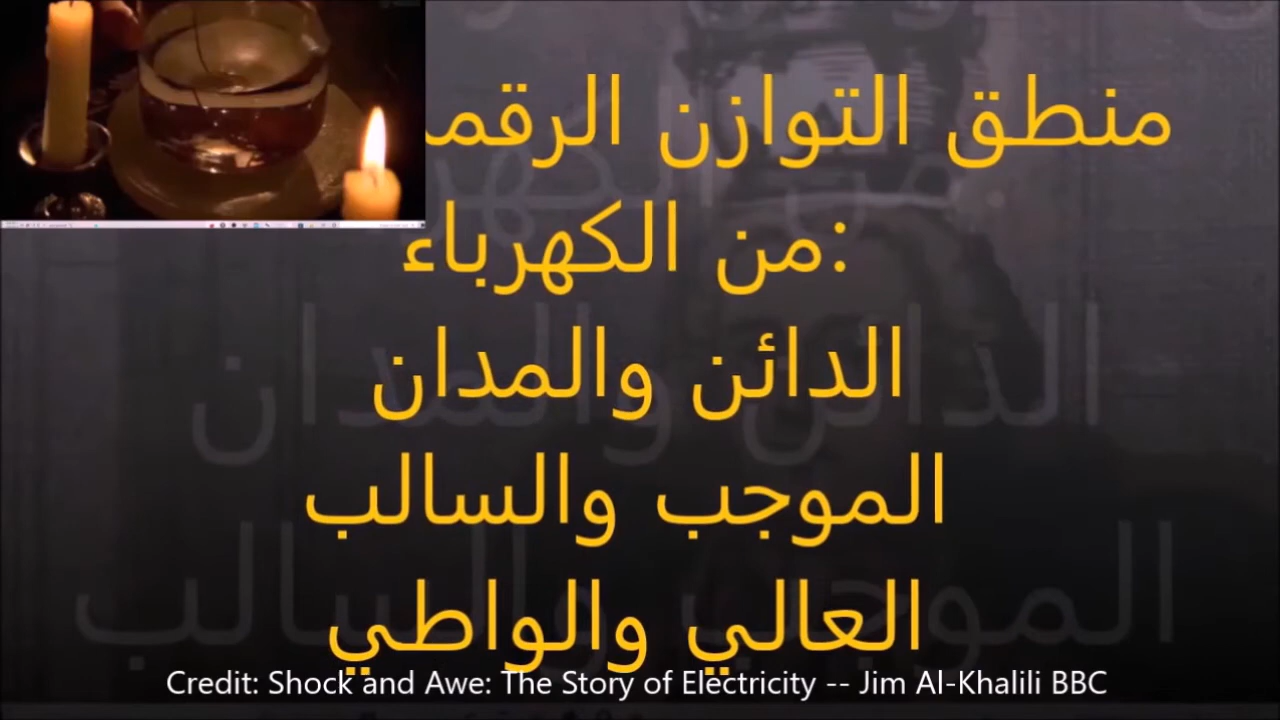 منطق التوازن
من الكهرباء:
الدائن والمدان
الموجب والسالب
العالي والواطي
Credit: Shock and Awe: The Story of Electricity -- Jim Al-Khalili BBC